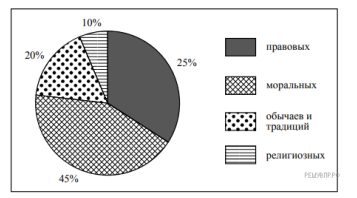 10%
20%
25%
45%
правовых
моральных
обычаев и
традиций
религиозных
РЕШУВПР.РФ